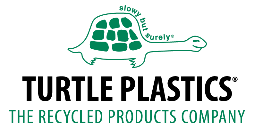 slowly but surely®
TURTLE PLASTICS®
THE RECYCLED PRODUCTS COMPANY